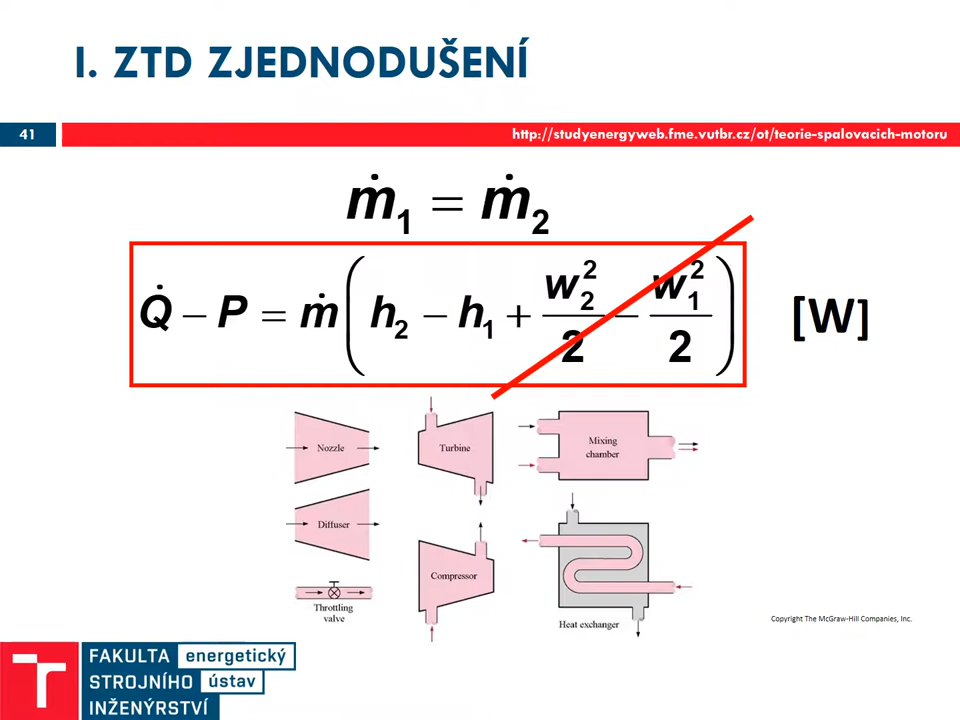 I. ZTD ZJEDNODUŠENÍ
41
http://studyenergyweb.fme.vutbr.cz/ot/teorie-spalovacich-motoru
ṁ₁ = ṁ₂
Q̇ − P = ṁ ( h₂ − h₁ + w₂²/2 − w₁²/2 ) [W]
Nozzle
Turbine
Mixing
chamber
Diffuser
Compressor
Throttling
valve
Heat exchanger
Copyright The McGraw-Hill Companies, Inc.
FAKULTA energetický
STROJNÍHO ústav
INŽENÝRSTVÍ